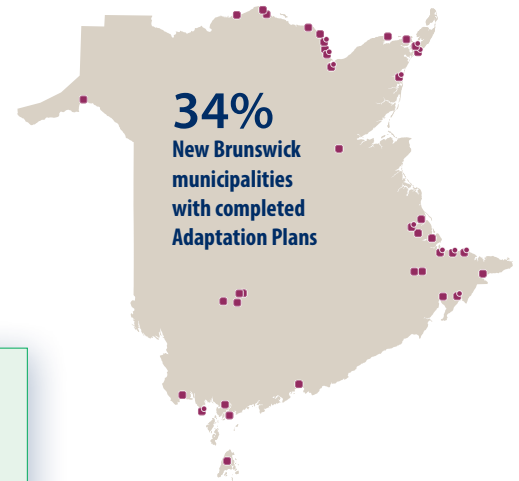 34%
New Brunswick
municipalities
with completed
Adaptation Plans